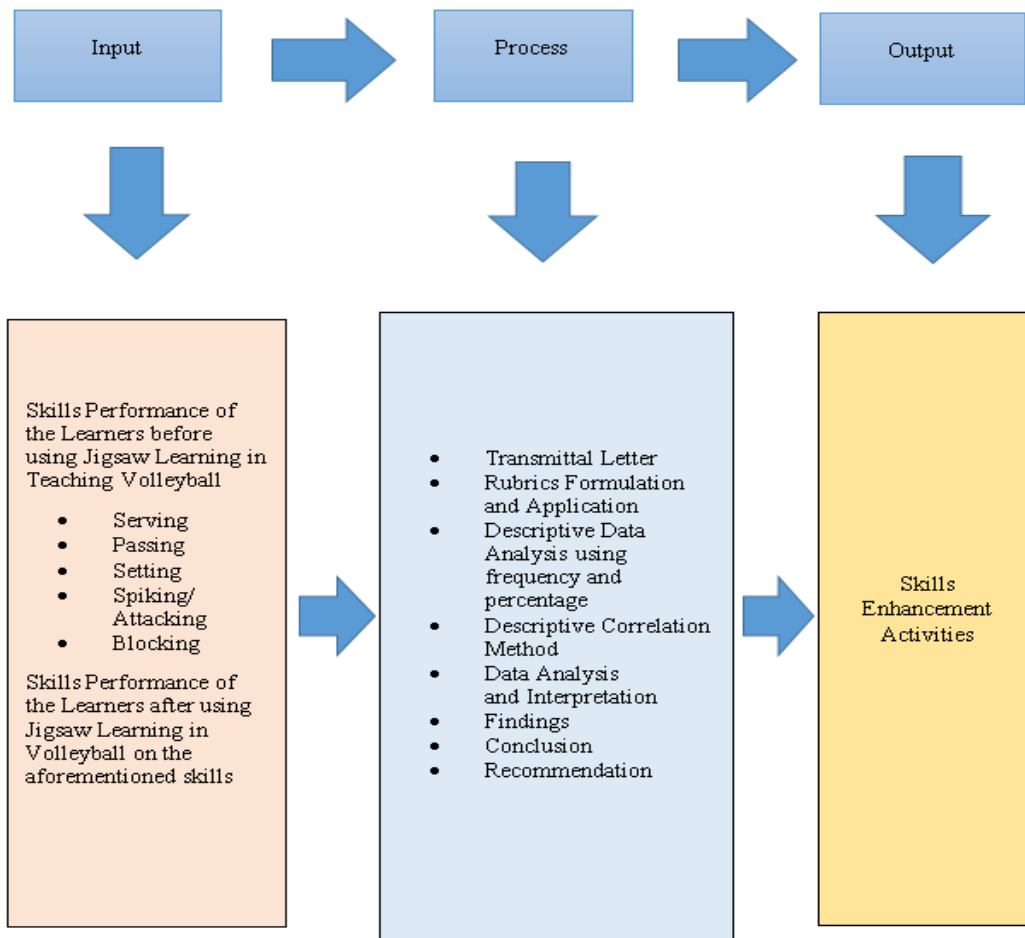 Input
Process
Output
Skills Performance of
the Learners before
using Jigsaw Learning in
Teaching Volleyball
• Serving
• Passing
• Setting
• Spiking/
Attacking
• Blocking
Skills Performance of
the Learners after using
Jigsaw Learning in
Volleyball on the
aforementioned skills
• Transmittal Letter
• Rubrics Formulation
and Application
• Descriptive Data
Analysis using
frequency and
percentage
• Descriptive Correlation
Method
• Data Analysis
and Interpretation
• Findings
• Conclusion
• Recommendation
Skills
Enhancement
Activities